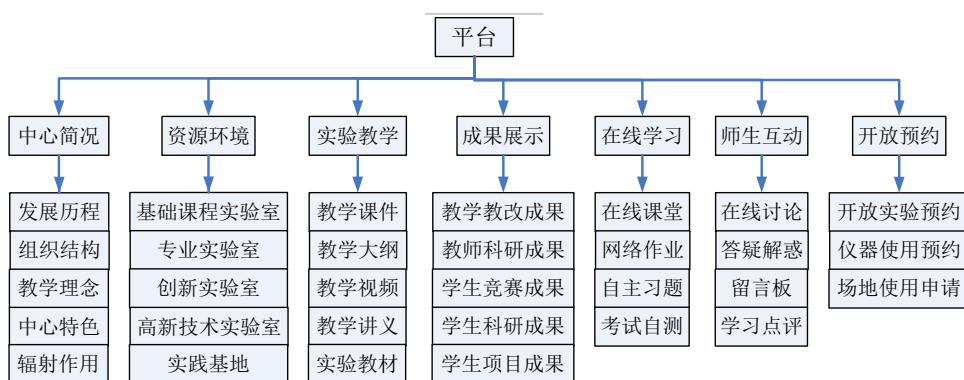 平台
中心简况
资源环境
实验教学
成果展示
在线学习
师生互动
开放预约
发展历程
组织结构
教学理念
中心特色
辐射作用
基础课程实验室
专业实验室
创新实验室
高新技术实验室
实践基地
教学课件
教学大纲
教学视频
教学讲义
实验教材
教学教改成果
教师科研成果
学生竞赛成果
学生科研成果
学生项目成果
在线课堂
网络作业
自主习题
考试自测
在线讨论
答疑解惑
留言板
学习点评
开放实验预约
仪器使用预约
场地使用申请